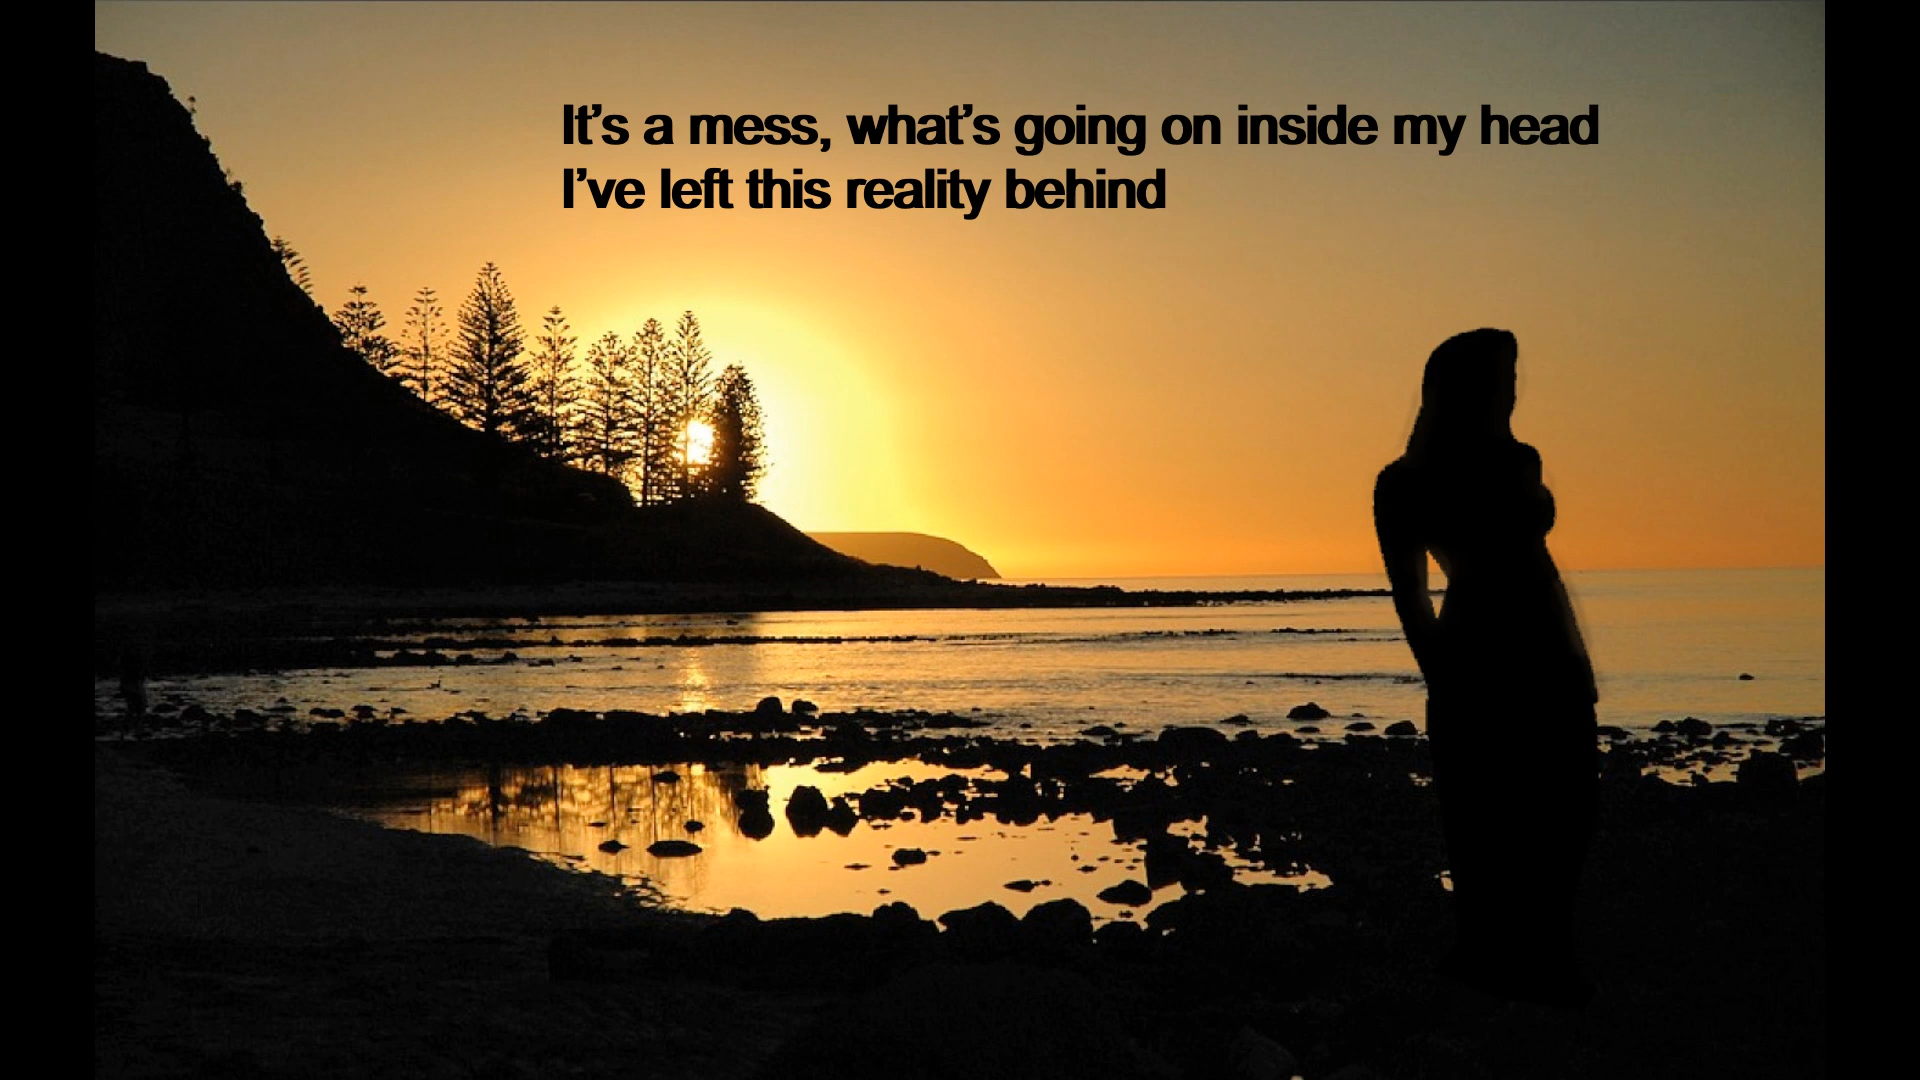 It’s a mess, what’s going on inside my head
I’ve left this reality behind